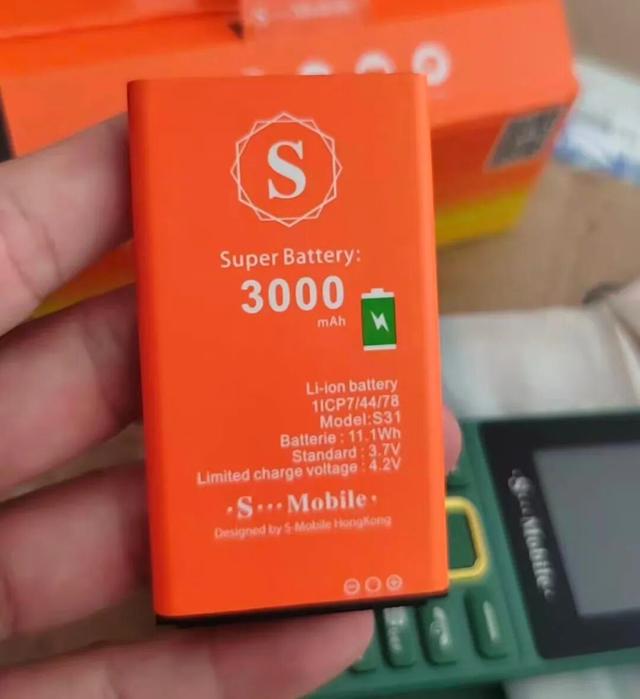 S
Super Battery:
3000
mAh
Li-ion battery
1ICP7/44/78
Model:S31
Batterie : 11.1Wh
Standard : 3.7V
Limited charge voltage : 4.2V
·S···Mobile·
Designed by S-Mobile HongKong
·S···Mobile·